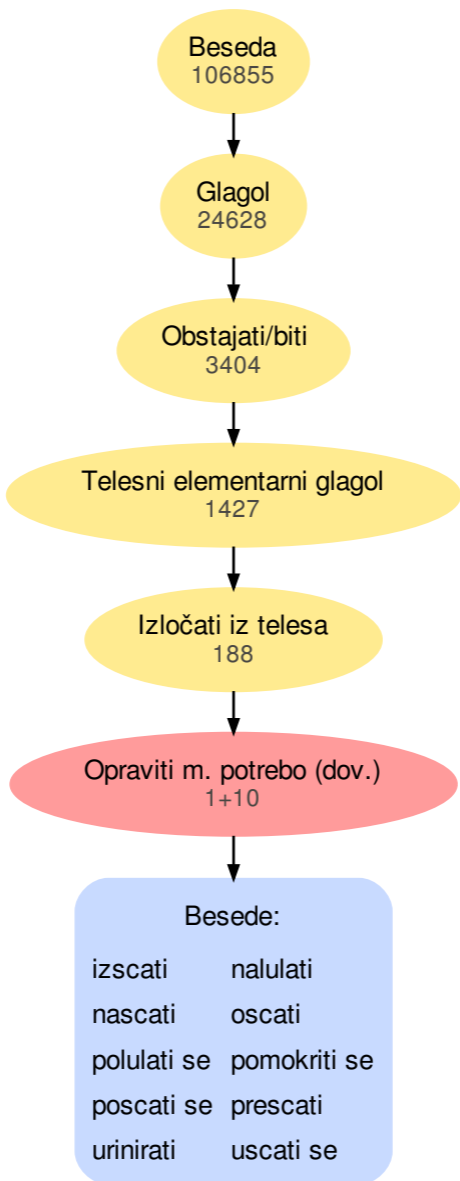 Beseda
106855
Glagol
24628
Obstajati/biti
3404
Telesni elementarni glagol
1427
Izločati iz telesa
188
Opraviti m. potrebo (dov.)
1+10
Besede:
izscati nalulati
nascati oscati
polulati se pomokriti se
poscati se prescati
urinirati uscati se